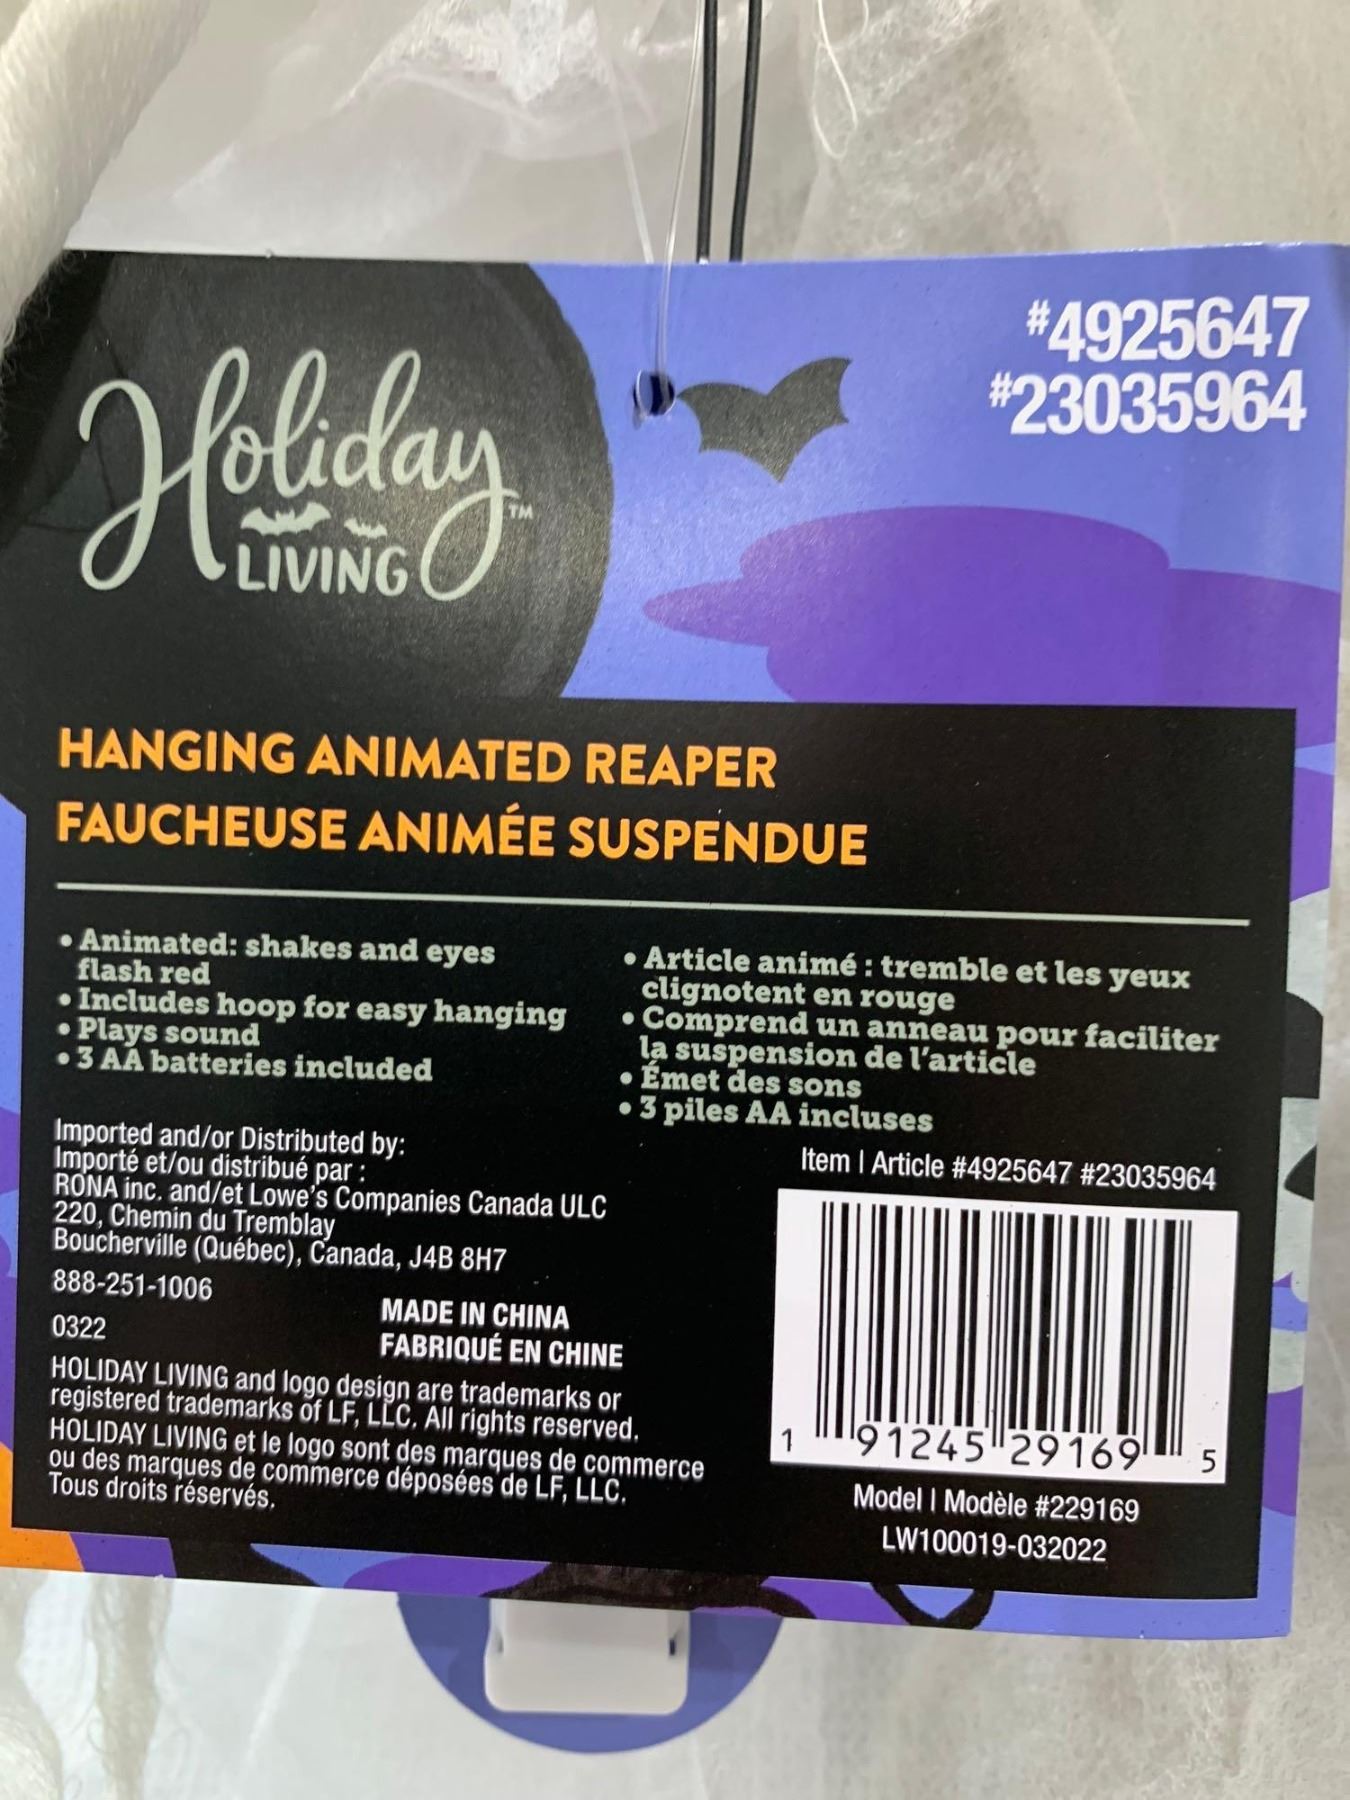 #4925647
#23035964
Holiday™
LIVING
HANGING ANIMATED REAPER
FAUCHEUSE ANIMÉE SUSPENDUE
• Animated: shakes and eyes
flash red
• Includes hoop for easy hanging
• Plays sound
• 3 AA batteries included
• Article animé : tremble et les yeux
clignotent en rouge
• Comprend un anneau pour faciliter
la suspension de l'article
• Émet des sons
• 3 piles AA incluses
Imported and/or Distributed by:
Importé et/ou distribué par :
RONA inc. and/et Lowe's Companies Canada ULC
220, Chemin du Tremblay
Boucherville (Québec), Canada, J4B 8H7
888-251-1006
0322
MADE IN CHINA
FABRIQUÉ EN CHINE
HOLIDAY LIVING and logo design are trademarks or
registered trademarks of LF, LLC. All rights reserved.
HOLIDAY LIVING et le logo sont des marques de commerce
ou des marques de commerce déposées de LF, LLC.
Tous droits réservés.
Item | Article #4925647 #23035964
1 91245 29169 5
Model | Modèle #229169
LW100019-032022